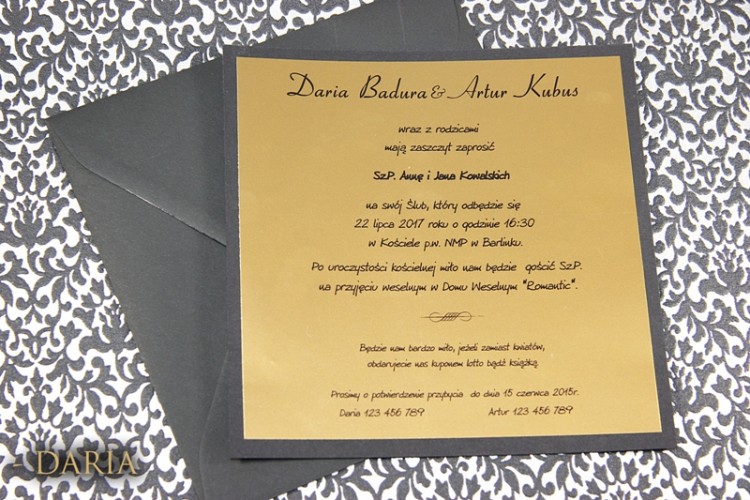 Daria Badura & Artur Kubus
wraz z rodzicami
mają zaszczyt zaprosić
SzP. Annę i Jana Kowalskich
na swój Ślub, który odbędzie się
22 lipca 2017 roku o godzinie 16:30
w Kościele p.w. NMP w Barlinku.
Po uroczystości kościelnej miło nam będzie gościć SzP.
na przyjęciu weselnym w Domu Weselnym "Romantic".
Będzie nam bardzo miło, jeżeli zamiast kwiatów,
obdarujecie nas kuponem lotto bądź książką.
Prosimy o potwierdzenie przybycia do dnia 15 czerwca 2015r.
Daria 123 456 789 Artur 123 456 789
- DARIA